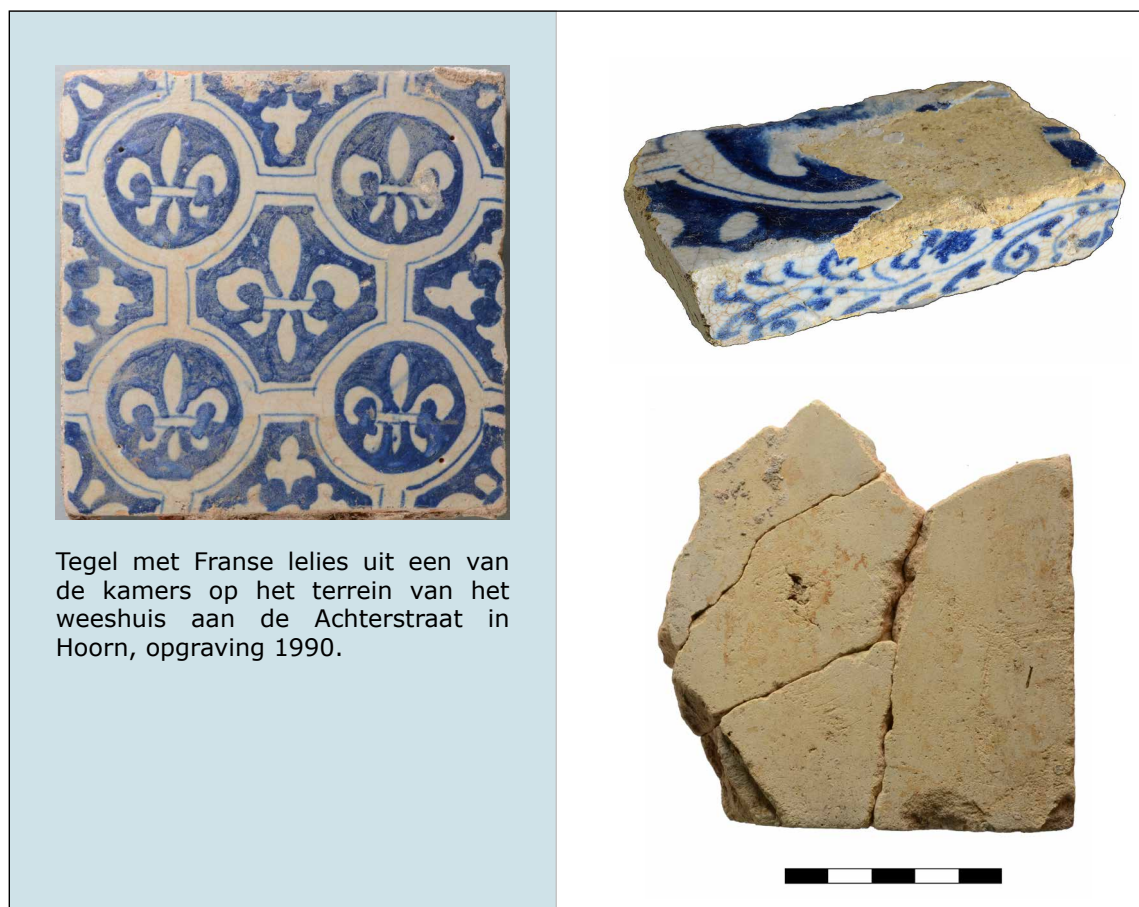 Tegel met Franse lelies uit een van
de kamers op het terrein van het
weeshuis aan de Achterstraat in
Hoorn, opgraving 1990.